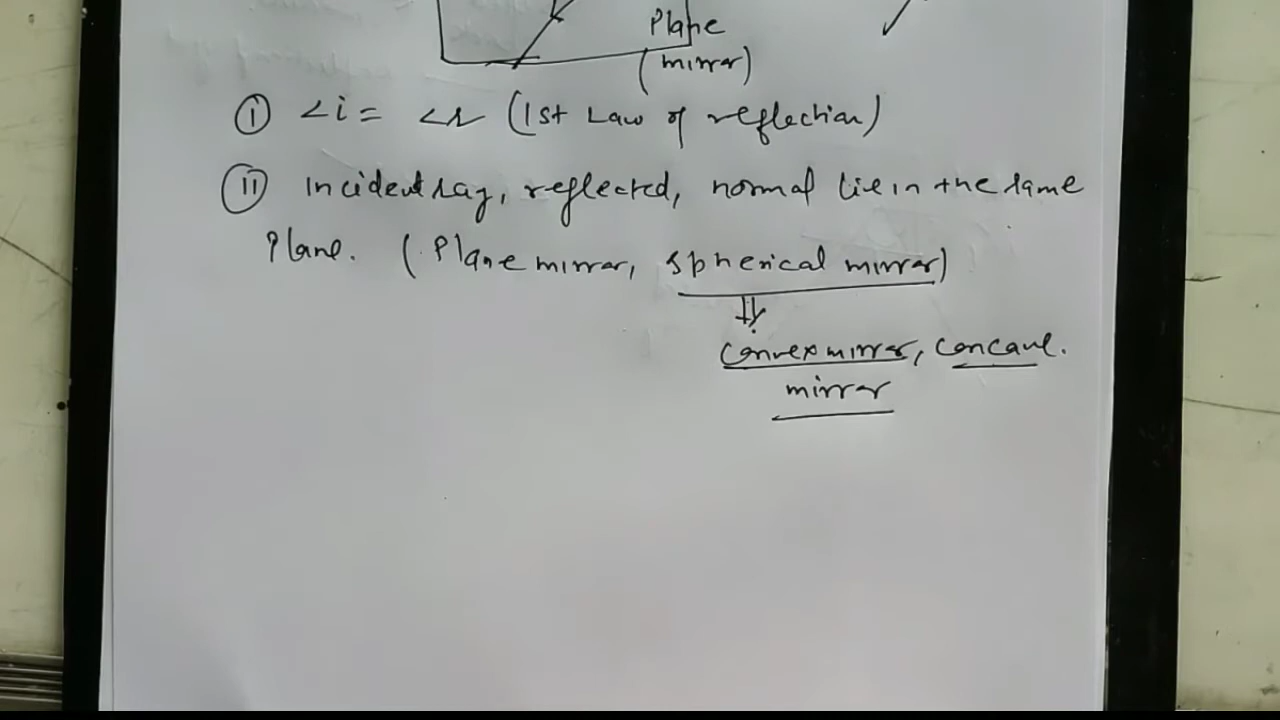 Plane
(mirror)
(i) <i = <r (1st Law of reflection)
(ii) Incident ray, reflected, normal lie in the same
Plane. (Plane mirror, spherical mirror)
⇓
Convex mirror, concave.
mirror